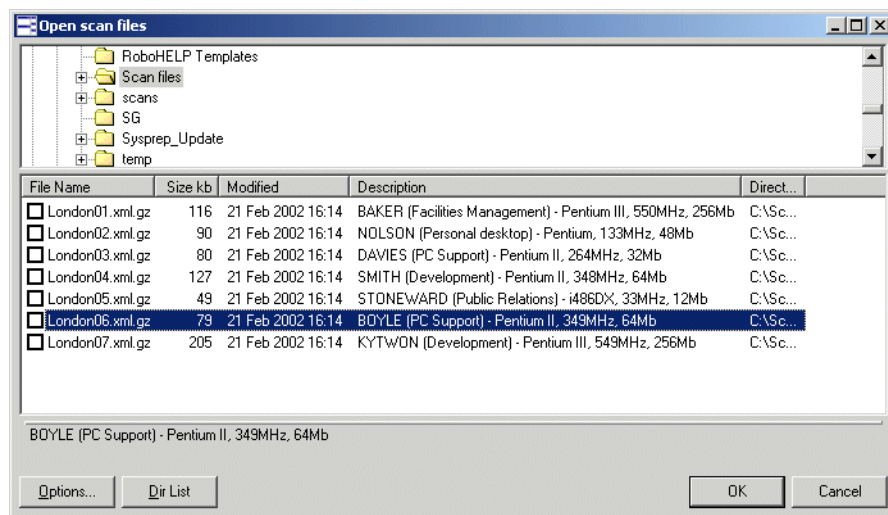 Open scan files
RoboHELP Templates
Scan files
scans
SG
Sysprep_Update
temp
File Name Size kb Modified Description Direct...
London01.xml.gz 116 21 Feb 2002 16:14 BAKER (Facilities Management) - Pentium III, 550MHz, 256Mb C:\Sc...
London02.xml.gz 90 21 Feb 2002 16:14 NOLSON (Personal desktop) - Pentium, 133MHz, 48Mb C:\Sc...
London03.xml.gz 80 21 Feb 2002 16:14 DAVIES (PC Support) - Pentium II, 264MHz, 32Mb C:\Sc...
London04.xml.gz 127 21 Feb 2002 16:14 SMITH (Development) - Pentium II, 348MHz, 64Mb C:\Sc...
London05.xml.gz 49 21 Feb 2002 16:14 STONEWARD (Public Relations) - i486DX, 33MHz, 12Mb C:\Sc...
London06.xml.gz 79 21 Feb 2002 16:14 BOYLE (PC Support) - Pentium II, 349MHz, 64Mb C:\Sc...
London07.xml.gz 205 21 Feb 2002 16:14 KYTWON (Development) - Pentium III, 549MHz, 256Mb C:\Sc...
BOYLE (PC Support) - Pentium II, 349MHz, 64Mb
Options... Dir List OK Cancel